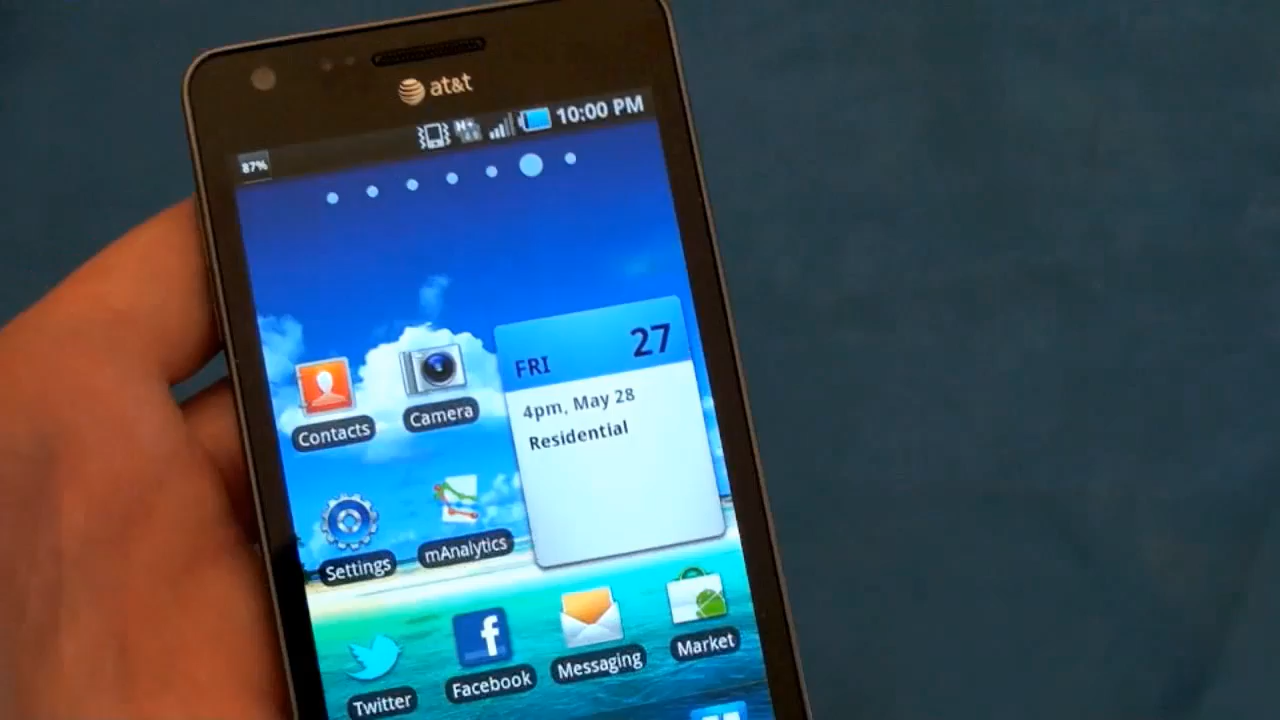 at&t
H+
10:00 PM
87%
FRI 27
4pm, May 28
Residential
Contacts
Camera
Settings
mAnalytics
Twitter
Facebook
Messaging
Market